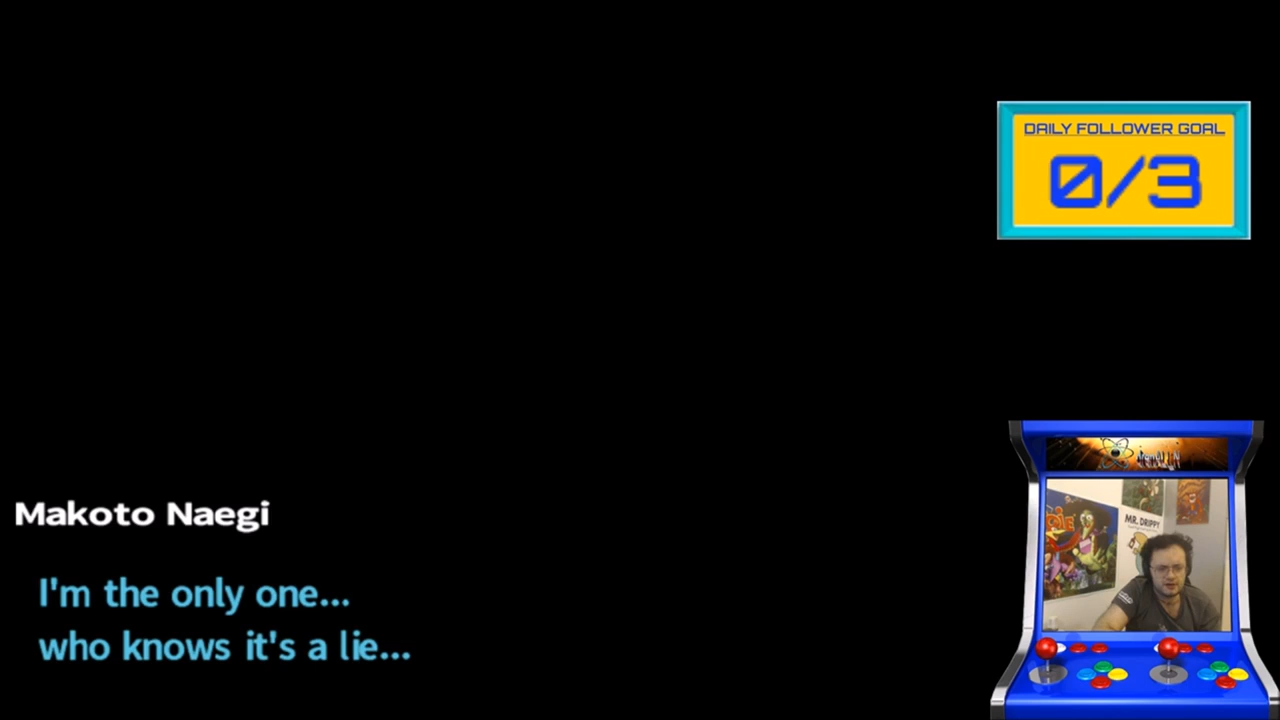 DAILY FOLLOWER GOAL
0/3
MR. DRIPPY
Makoto Naegi
I'm the only one...
who knows it's a lie...